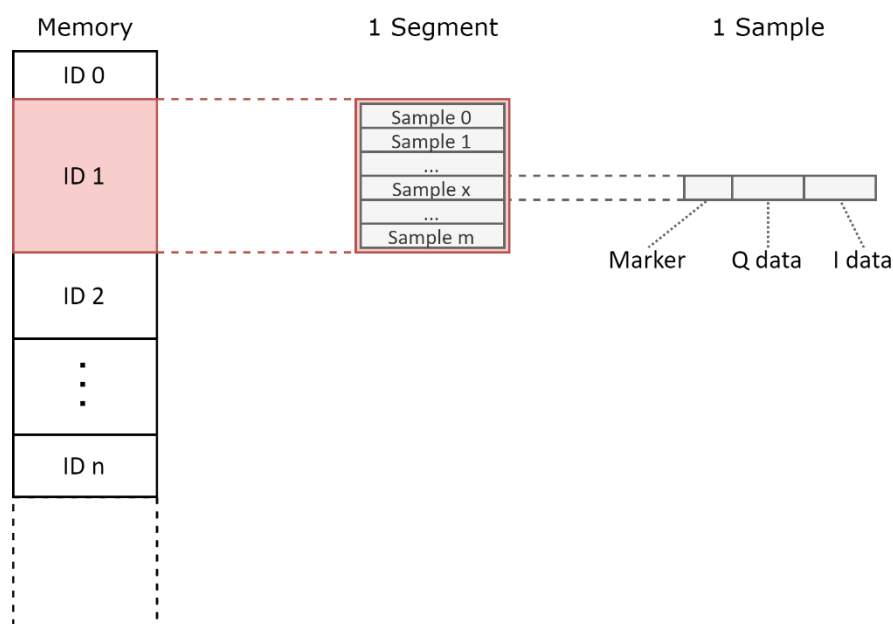 Memory
1 Segment
1 Sample
ID 0
ID 1
ID 2
⋮
ID n
Sample 0
Sample 1
...
Sample x
...
Sample m
Marker
Q data
I data